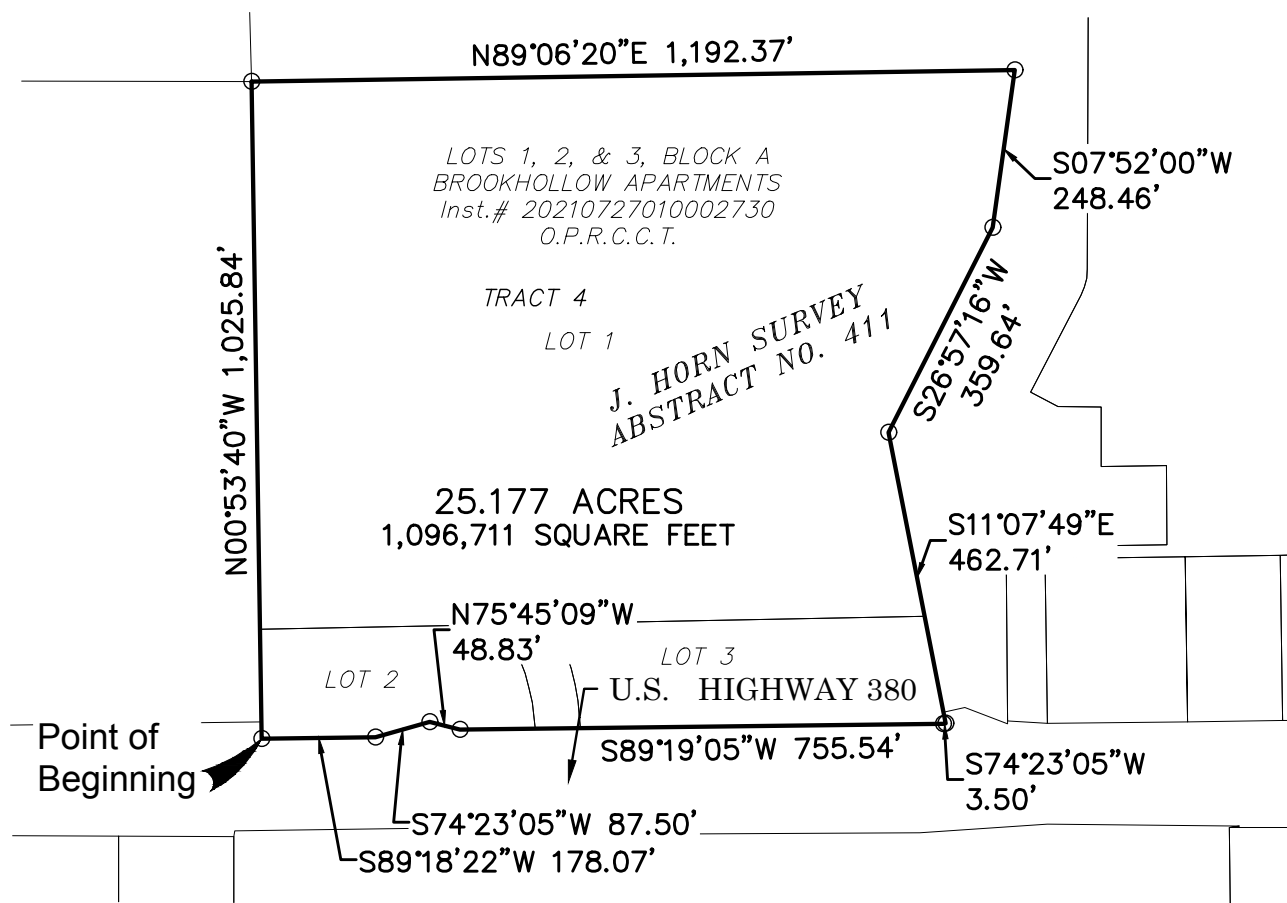 N89°06'20"E 1,192.37'
LOTS 1, 2, & 3, BLOCK A
BROOKHOLLOW APARTMENTS
Inst.# 20210727010002730
O.P.R.C.C.T.
S07°52'00"W
248.46'
TRACT 4
LOT 1
J. HORN SURVEY
ABSTRACT NO. 411
S26°57'16"W
359.64'
N00°53'40"W 1,025.84'
25.177 ACRES
1,096,711 SQUARE FEET
S11°07'49"E
462.71'
N75°45'09"W
48.83'
LOT 2
LOT 3
U.S. HIGHWAY 380
Point of
Beginning
S89°19'05"W 755.54'
S74°23'05"W
3.50'
S74°23'05"W 87.50'
S89°18'22"W 178.07'